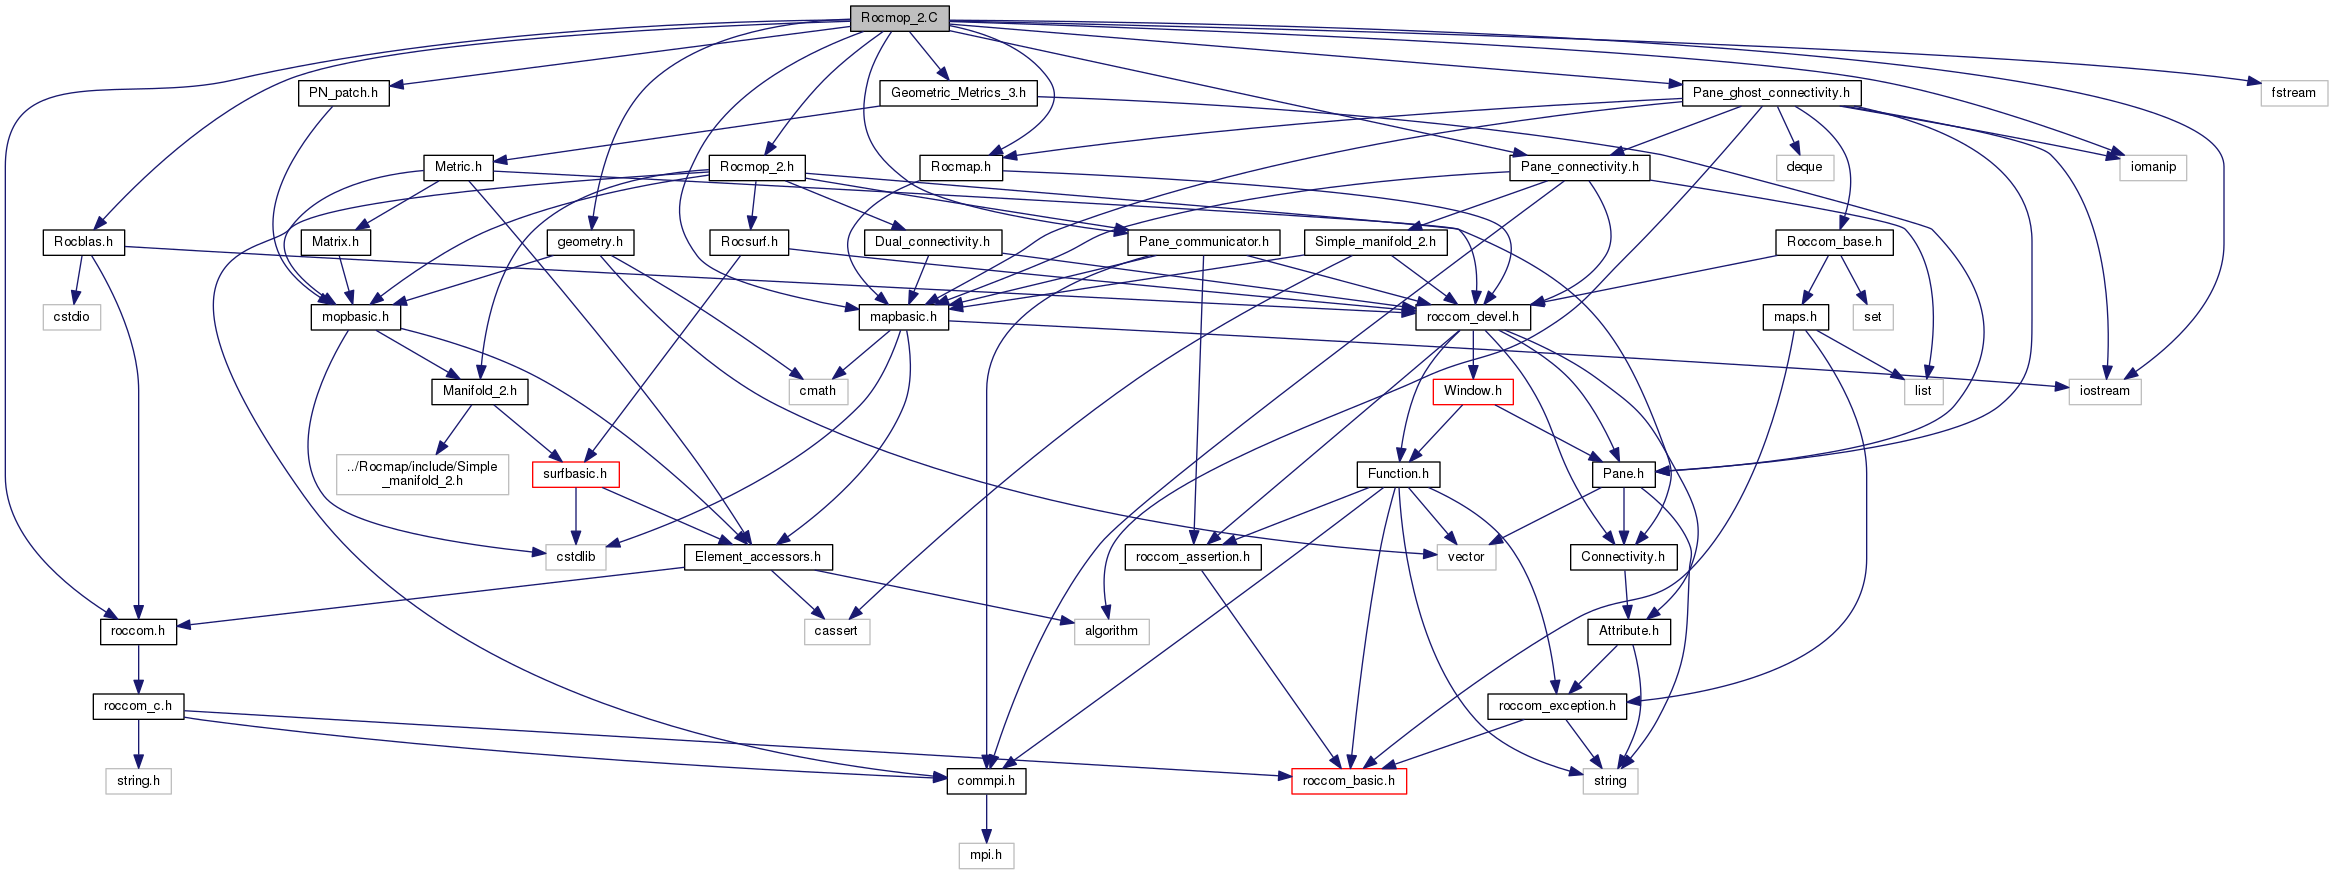 Rocmop_2.C
PN_patch.h
Geometric_Metrics_3.h
Pane_ghost_connectivity.h
fstream
Metric.h
Rocmop_2.h
Rocmap.h
Pane_connectivity.h
deque
iomanip
Rocblas.h
Matrix.h
geometry.h
Rocsurf.h
Dual_connectivity.h
Pane_communicator.h
Simple_manifold_2.h
Roccom_base.h
cstdio
mopbasic.h
mapbasic.h
roccom_devel.h
maps.h
set
Manifold_2.h
cmath
Window.h
list
iostream
../Rocmap/include/Simple
_manifold_2.h
surfbasic.h
Function.h
Pane.h
cstdlib
Element_accessors.h
roccom_assertion.h
vector
Connectivity.h
roccom.h
cassert
algorithm
Attribute.h
roccom_c.h
roccom_exception.h
string.h
commpi.h
roccom_basic.h
string
mpi.h